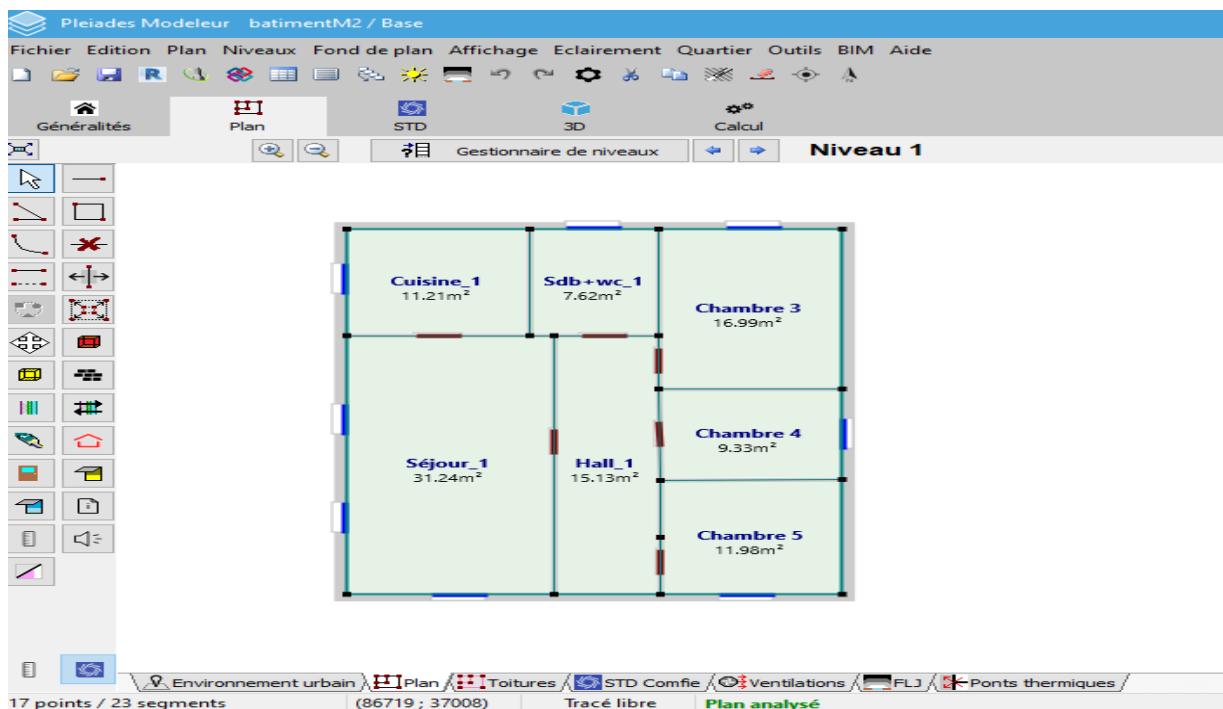 Pleiades Modeleur batimentM2 / Base
Fichier Edition Plan Niveaux Fond de plan Affichage Eclairement Quartier Outils BIM Aide
R
Généralités Plan STD 3D Calcul
Gestionnaire de niveaux Niveau 1
Cuisine_1
11.21m²
Sdb+wc_1
7.62m²
Chambre 3
16.99m²
Chambre 4
9.33m²
Séjour_1
31.24m²
Hall_1
15.13m²
Chambre 5
11.98m²
Environnement urbain Plan Toitures STD Comfie Ventilations FLJ Ponts thermiques
17 points / 23 segments (86719 ; 37008) Tracé libre Plan analysé